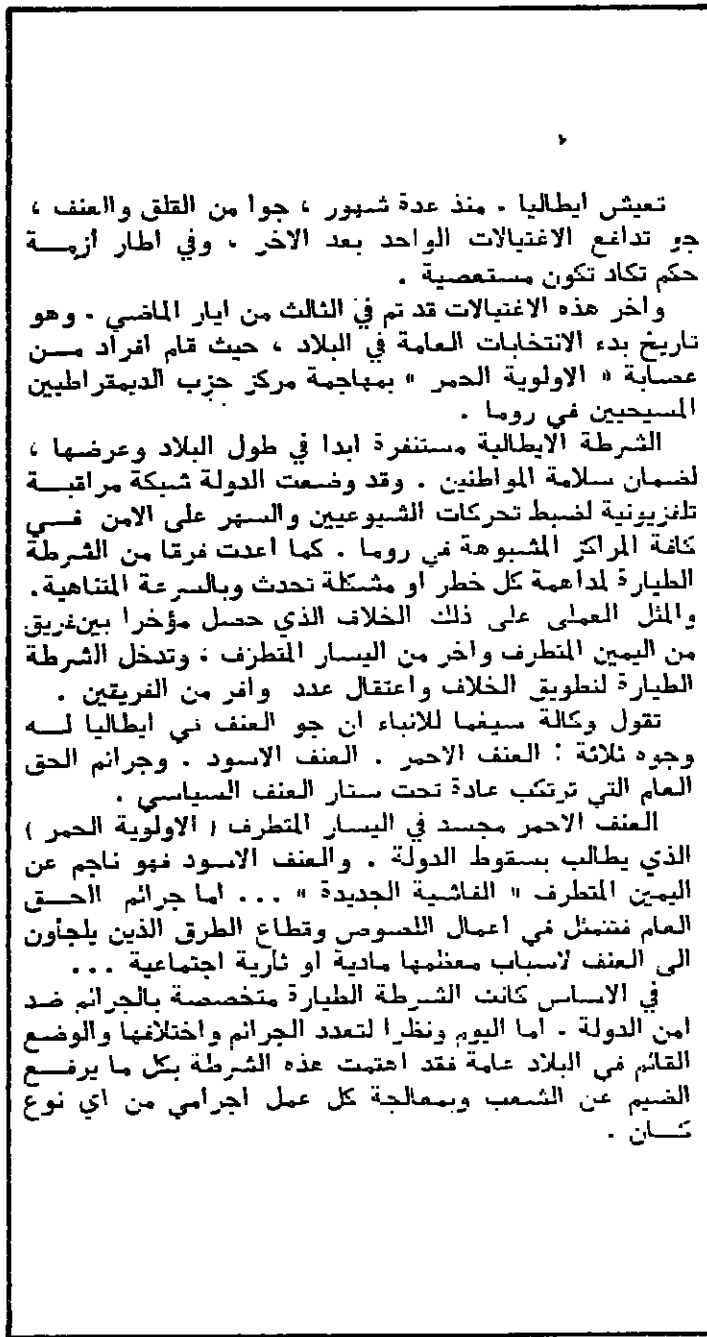 تعيش ايطاليا ، منذ عدة شهور ، جوا من القلق والعنف ،
جو تدافع الاغتيالات الواحد بعد الاخر ، وفي اطار أزمـــة
حكم تكاد تكون مستعصية .
واخر هذه الاغتيالات قد تم في الثالث من ايار الماضي . وهو
تاريخ بدء الانتخابات العامة في البلاد ، حيث قام افراد مـــن
عصابة « الاولوية الحمر » بمهاجمة مركز حزب الديمقراطيين
المسيحيين في روما .
الشرطة الايطالية مستنفرة ابدا في طول البلاد وعرضها ،
لضمان سلامة المواطنين . وقد وضعت الدولة شبكة مراقبـــة
تلفزيونية لضبط تحركات الشيوعيين والسهر على الامن فـــي
كافة المراكز المشبوهة في روما . كما أعدت فرقا من الشرطة
الطيارة لمداهمة كل خطر او مشكلة تحدث وبالسرعة المتناهية.
والمثل العملي على ذلك الخلاف الذي حصل مؤخرا بين فريق
من اليمين المتطرف واخر من اليسار المتطرف ، وتدخل الشرطة
الطيارة لتطويق الخلاف واعتقال عدد وافر من الفريقين .
تقول وكالة سيغما للانباء ان جو العنف في ايطاليا لـــه
وجوه ثلاثة : العنف الاحمر . العنف الاسود . وجرائم الحق
العام التي ترتكب عادة تحت ستار العنف السياسي .
العنف الاحمر مجسد في اليسار المتطرف ( الاولوية الحمر )
الذي يطالب بسقوط الدولة . والعنف الاسود فهو ناجم عن
اليمين المتطرف « الفاشية الجديدة » ... اما جرائم الحـــق
العام فتتمثل في اعمال اللصوص وقطاع الطرق الذين يلجأون
الى العنف لاسباب معظمها مادية او ثأرية اجتماعية ...
في الاساس كانت الشرطة الطيارة متخصصة بالجرائم ضد
امن الدولة . اما اليوم ونظرا لتعدد الجرائم واختلافها والوضع
القائم في البلاد عامة فقد اهتمت هذه الشرطة بكل ما يرفـــع
الضيم عن الشعب وبمعالجة كل عمل اجرامي من اي نوع
كـــان .